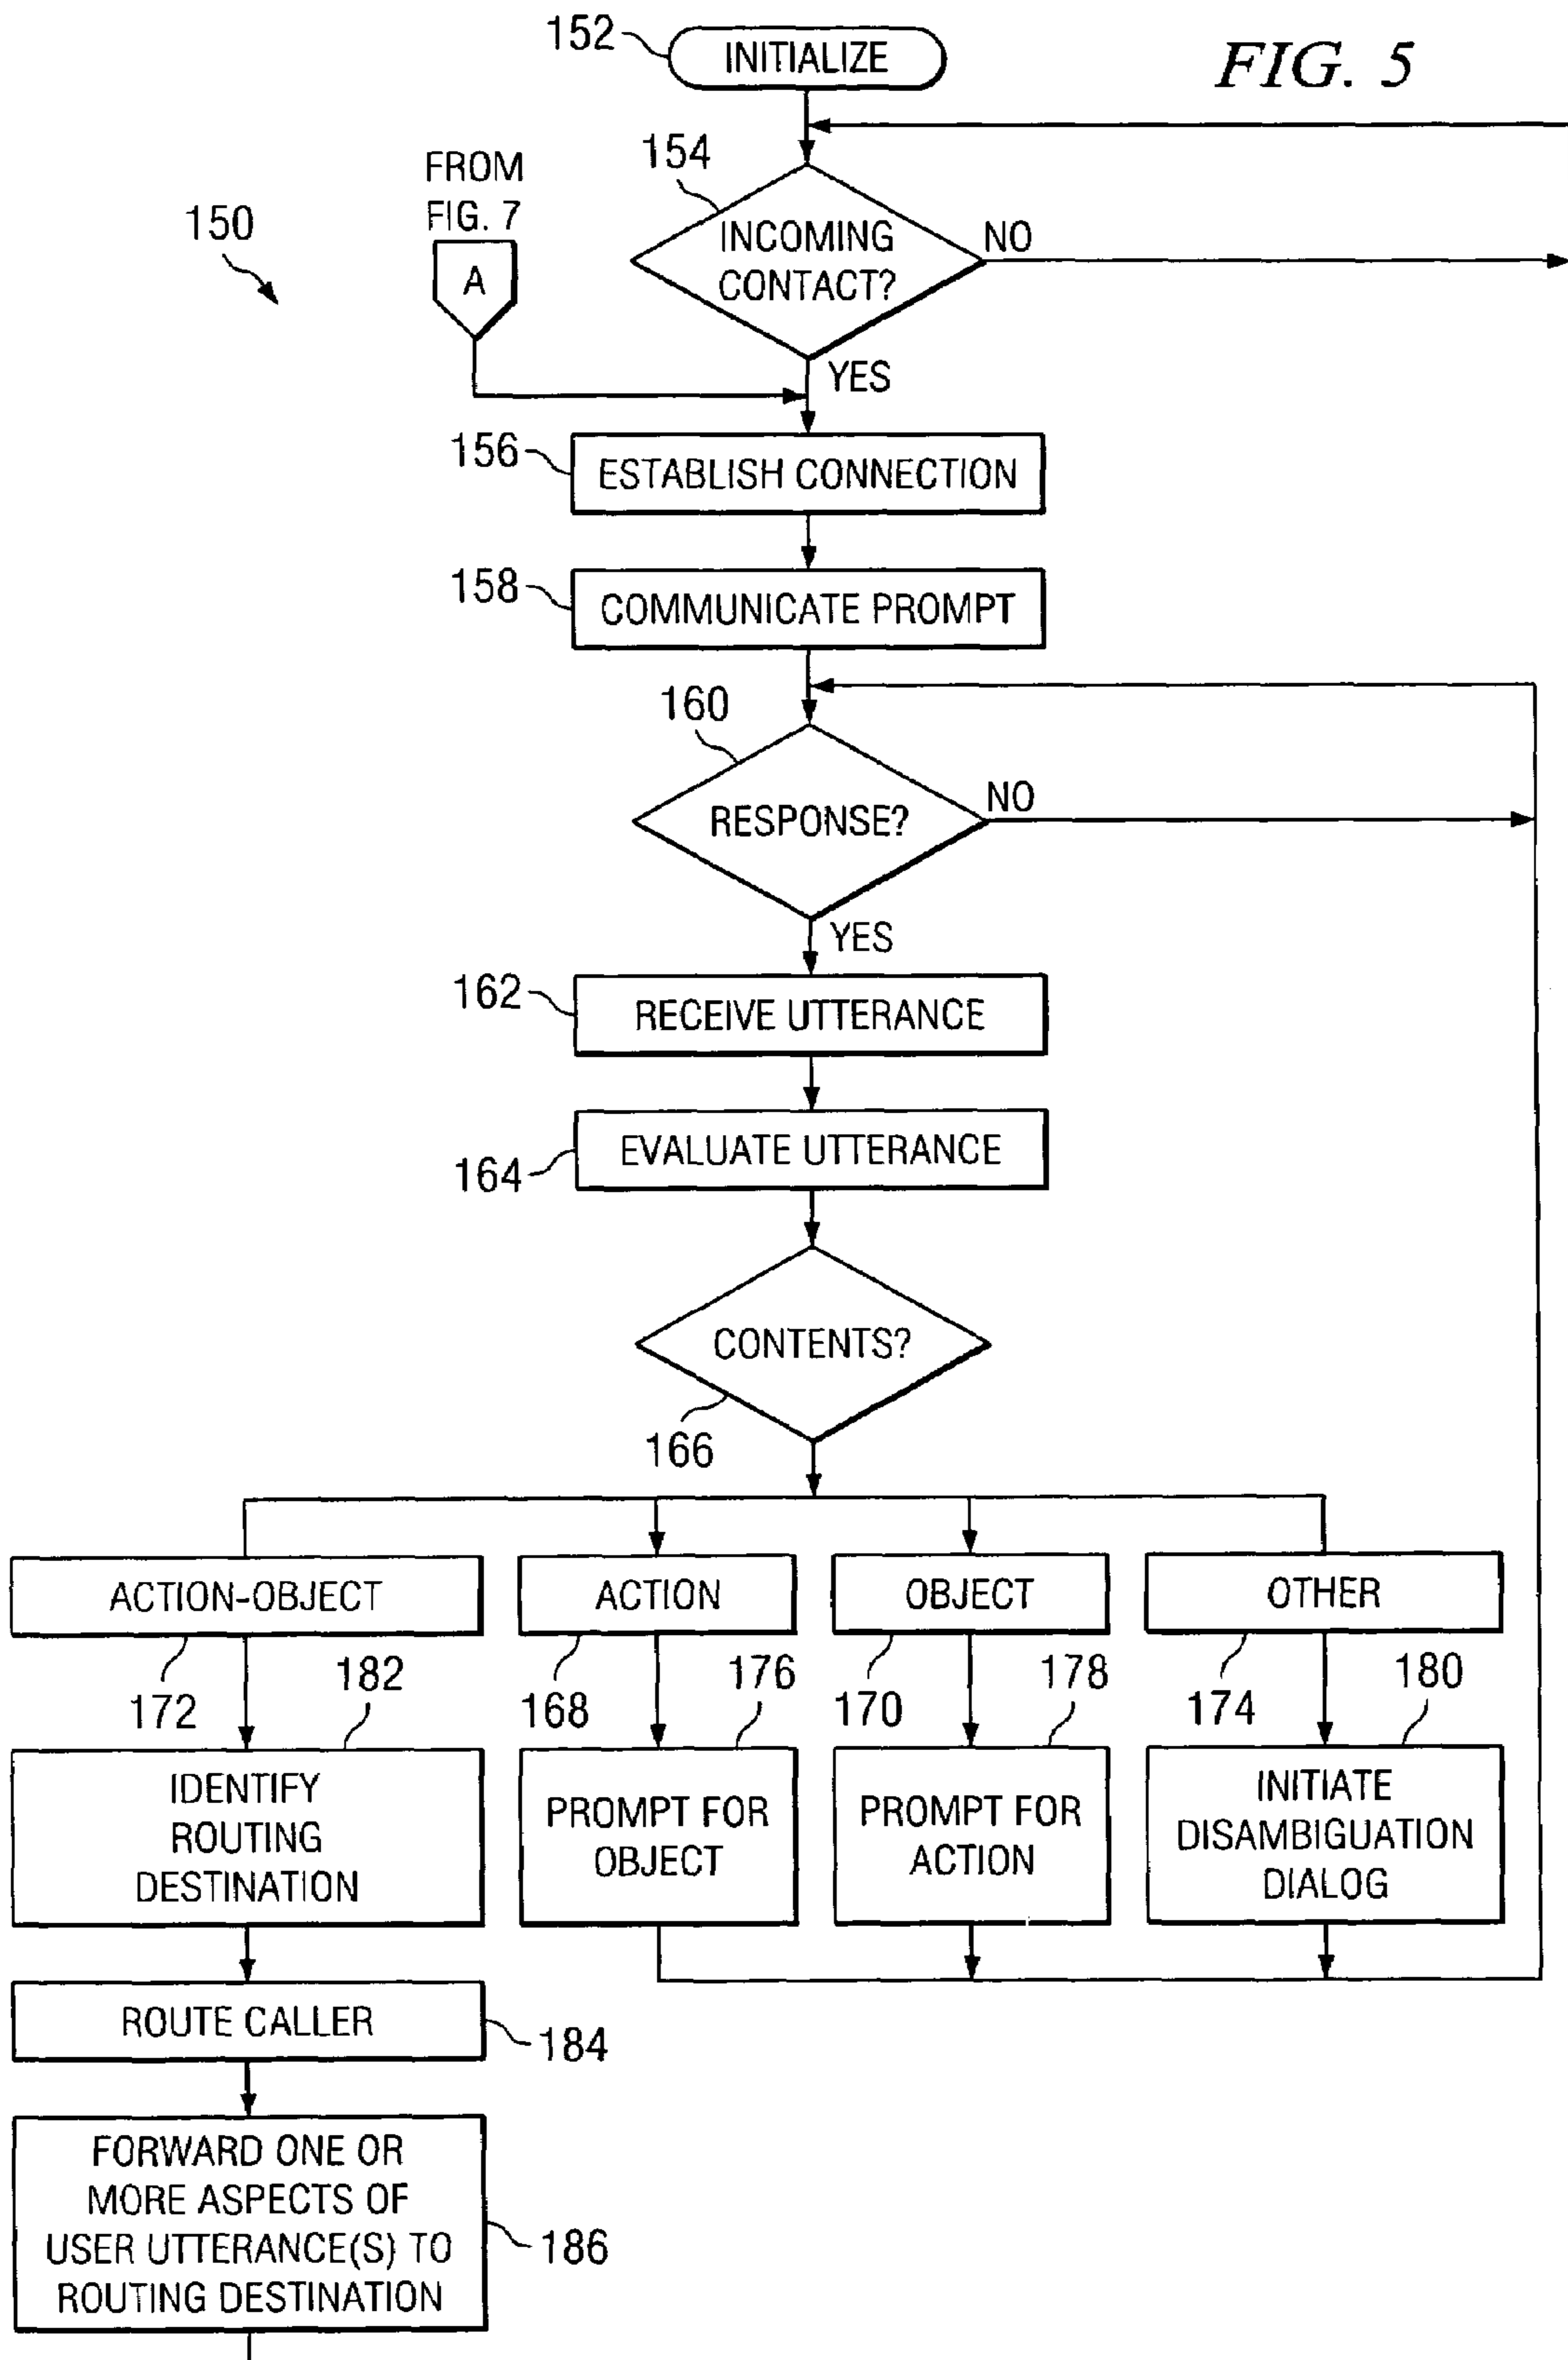 152
INITIALIZE
FIG. 5
FROM
FIG. 7
A
150
154
INCOMING
CONTACT?
NO
YES
156
ESTABLISH CONNECTION
158
COMMUNICATE PROMPT
160
RESPONSE?
NO
YES
162
RECEIVE UTTERANCE
164
EVALUATE UTTERANCE
CONTENTS?
166
ACTION-OBJECT
ACTION
OBJECT
OTHER
172
182
168
176
170
178
174
180
IDENTIFY
ROUTING
DESTINATION
PROMPT FOR
OBJECT
PROMPT FOR
ACTION
INITIATE
DISAMBIGUATION
DIALOG
ROUTE CALLER
184
FORWARD ONE OR
MORE ASPECTS OF
USER UTTERANCE(S) TO
ROUTING DESTINATION
186